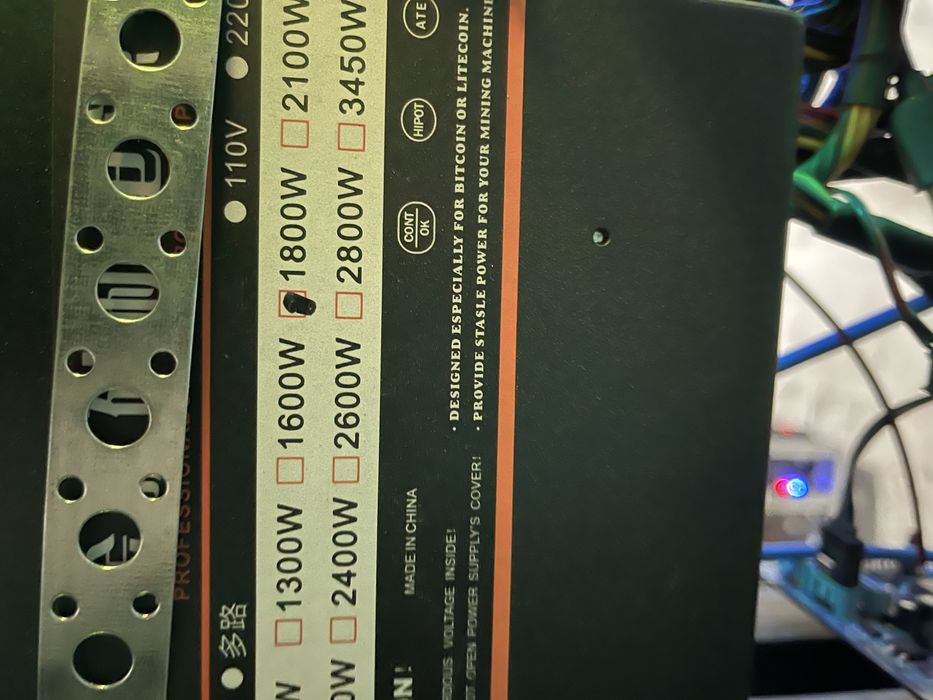 PROFESSIONAL
● 多路 ● 110V ● 220
W □1300W □1600W □1800W □2100W
0W □2400W □2600W □2800W □3450W
N! MADE IN CHINA
CONT OK
HIPOT
ATE
VOLTAGE INSIDE!
OPEN POWER SUPPLY'S COVER!
· DESIGNED ESPECIALLY FOR BITCOIN OR LITECOIN.
· PROVIDE STASLE POWER FOR YOUR MINING MACHINE